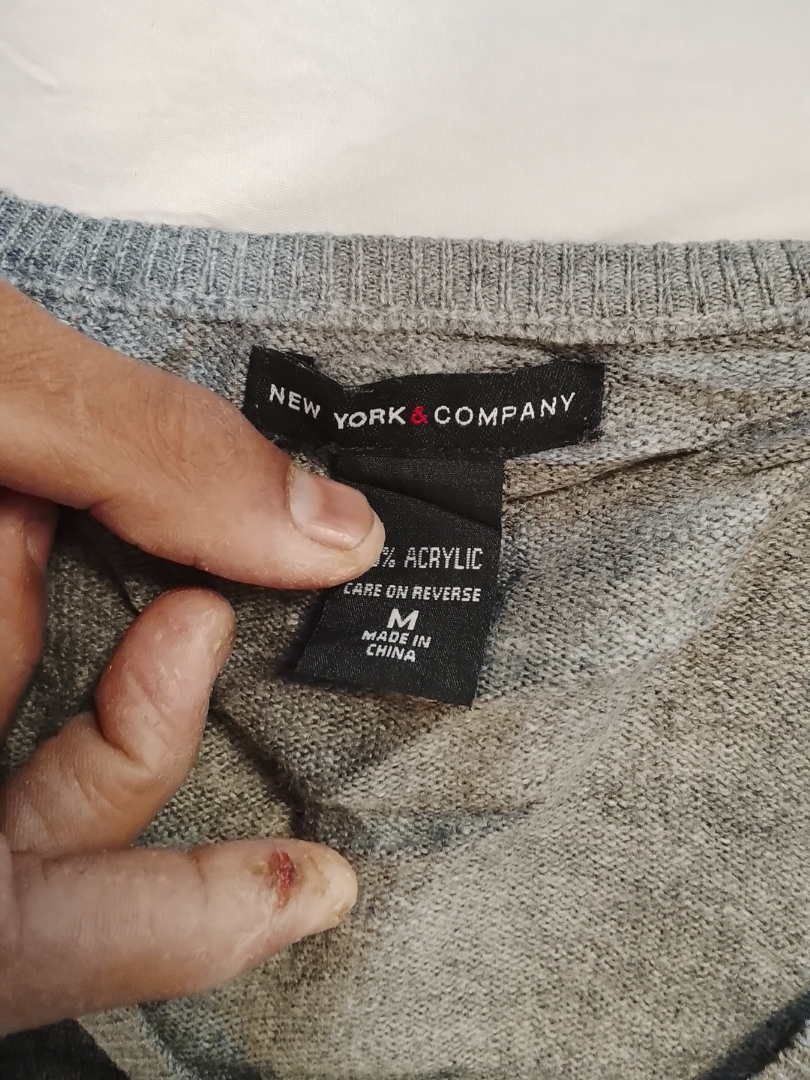 NEW YORK & COMPANY
% ACRYLIC
CARE ON REVERSE
M
MADE IN
CHINA